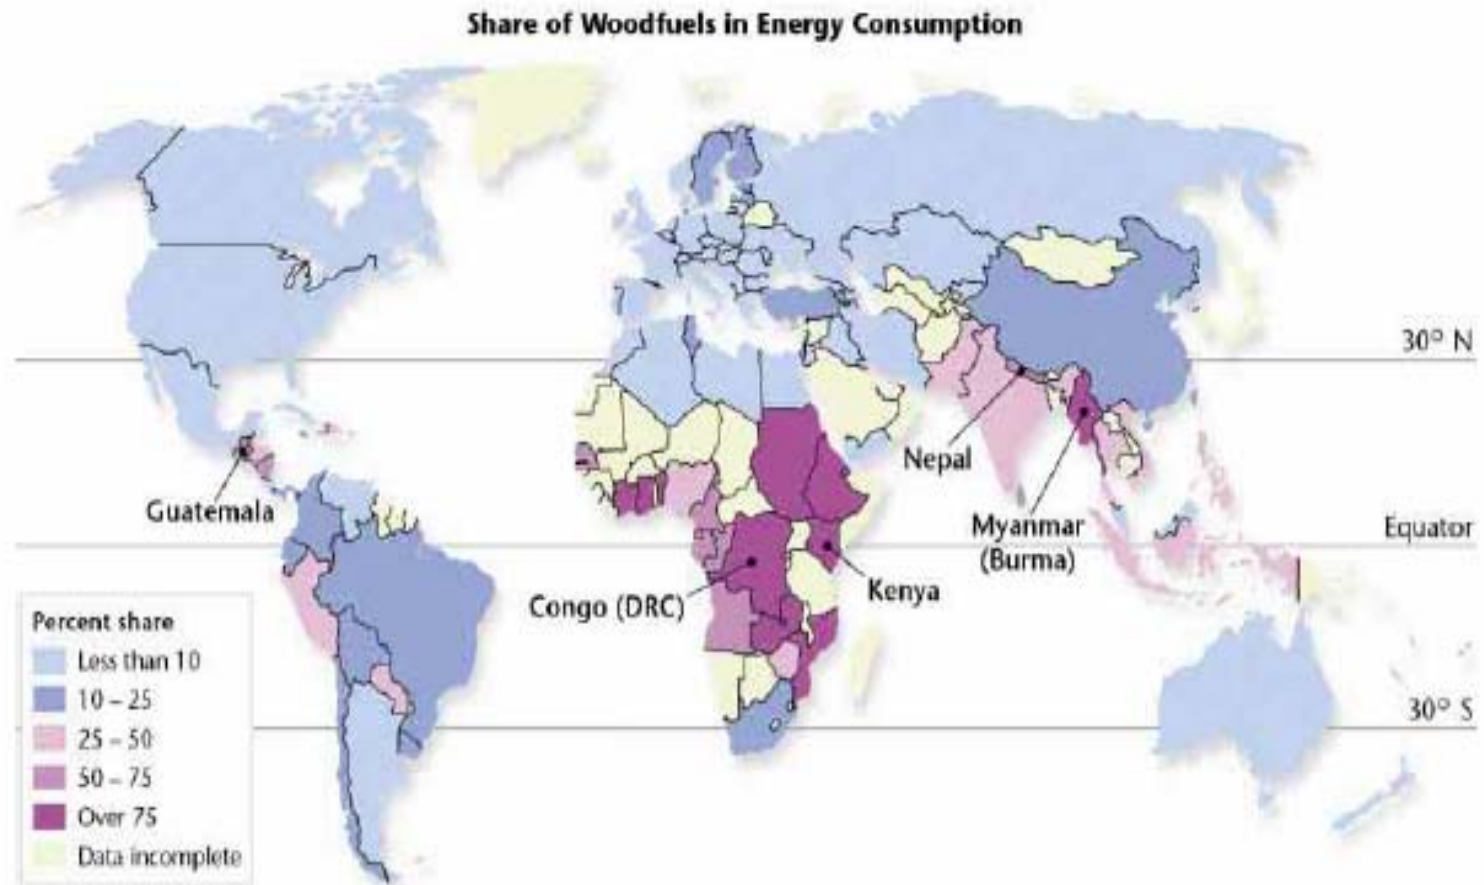 Share of Woodfuels in Energy Consumption
30° N
Nepal
Guatemala
Myanmar
(Burma)
Equator
Kenya
Congo (DRC)
Percent share
Less than 10
10 – 25
25 – 50
50 – 75
Over 75
Data incomplete
30° S